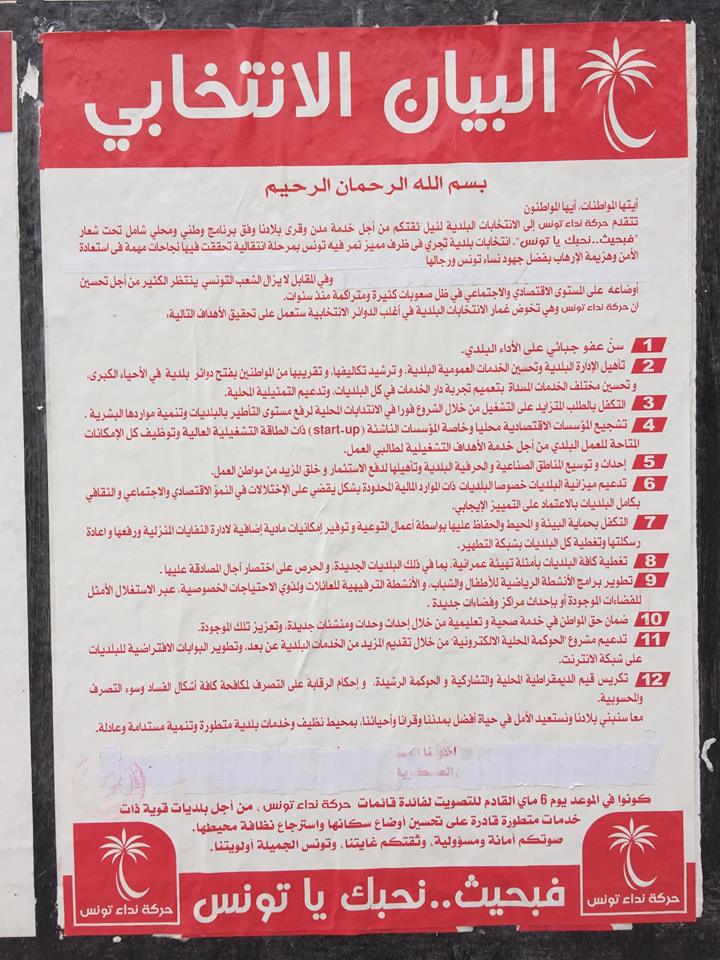 البيان الانتخابي
بسم الله الرحمان الرحيم
أيتها المواطنات، أيها المواطنون
تتقدم حركة نداء تونس إلى الانتخابات البلدية لنيل ثقتكم من أجل خدمة مدن وقرى بلادنا وفق برنامج وطني ومحلي شامل تحت شعار
"فبحيث..نحبك يا تونس". انتخابات بلدية تجري في ظرف مميز تمر فيه تونس بمرحلة انتقالية تحققت فيها نجاحات مهمة في استعادة
الأمن وهزيمة الإرهاب بفضل جهود نساء تونس ورجالها
وفي المقابل لا يزال الشعب التونسي ينتظر الكثير من أجل تحسين
أوضاعه على المستوى الاقتصادي والاجتماعي في ظل صعوبات كثيرة ومتراكمة منذ سنوات.
ان حركة نداء تونس وهي تخوض غمار الانتخابات البلدية في أغلب الدوائر الانتخابية ستعمل على تحقيق الأهداف التالية:
1 سنّ عفو جبائي على الأداء البلدي.
2 تأهيل الإدارة البلدية وتحسين الخدمات العمومية البلدية، و ترشيد تكاليفها، و تقريبها من المواطنين بفتح دوائر بلدية في الأحياء الكبرى،
و تحسين مختلف الخدمات المسداة بتعميم تجربة دار الخدمات في كل البلديات، وتدعيم التمثيلية المحلية.
3 التكفل بالطلب المتزايد على التشغيل من خلال الشروع فورا في الانتدابات المحلية لرفع مستوى التأطير بالبلديات وتنمية مواردها البشرية .
4 تشجيع المؤسسات الاقتصادية محليا وخاصة المؤسسات الناشئة (start-up) ذات الطاقة التشغيلية العالية وتوظيف كل الإمكانات
المتاحة للعمل البلدي من أجل خدمة الأهداف التشغيلية لطالبي العمل.
5 إحداث و توسيع المناطق الصناعية و الحرفية البلدية وتأهيلها لدفع الاستثمار و خلق المزيد من مواطن العمل.
6 تدعيم ميزانية البلديات خصوصا البلديات ذات الموارد المالية المحدودة بشكل يقضي على الإختلالات في النموّ الاقتصادي والاجتماعي و الثقافي
بكامل البلديات بالاعتماد على التمييز الإيجابي.
7 التكفل بحماية البيئة و المحيط والحفاظ عليها بواسطة أعمال التوعية و توفير إمكانيات مادية إضافية لادارة النفايات المنزلية ورفعها و اعادة
رسكلتها وتغطية كل البلديات بشبكة التطهير.
8 تغطية كافة البلديات بأمثلة تهيئة عمرانية، بما في ذلك البلديات الجديدة، و الحرص على اختصار آجال المصادقة عليها .
9 تطوير برامج الأنشطة الرياضية للأطفال والشباب، و الأنشطة الترفيهية للعائلات ولذوي الاحتياجات الخصوصية، عبر الاستغلال الأمثل
للفضاءات الموجودة أو بإحداث مراكز وفضاءات جديدة .
10 ضمان حق المواطن في خدمة صحية و تعليمية من خلال إحداث وحدات ومنشئات جديدة، وتعزيز تلك الموجودة.
11 تدعيم مشروع "الحوكمة المحلية الالكترونية" من خلال تقديم المزيد من الخدمات البلدية عن بعد، وتطوير البوابات الافتراضية للبلديات
على شبكة الانترنت.
12 تكريس قيم الديمقراطية المحلية والتشاركية و الحوكمة الرشيدة، و إحكام الرقابة على التصرف لمكافحة كافة أشكال الفساد وسوء التصرف
والمحسوبية.
معا سنبني بلادنا ونستعيد الأمل في حياة أفضل بمدننا وقرانا وأحيائنا، بمحيط نظيف وخدمات بلدية متطورة وتنمية مستدامة وعادلة.
كونوا في الموعد يوم 6 ماي القادم للتصويت لفائدة قائمات حركة نداء تونس ، من أجل بلديات قوية ذات
خدمات متطورة قادرة على تحسين أوضاع سكانها واسترجاع نظافة محيطها.
صوتكم أمانة ومسؤولية، وثقتكم غايتنا، وتونس الجميلة أولويتنا.
حركة نداء تونس
فبحيث..نحبك يا تونس
حركة نداء تونس